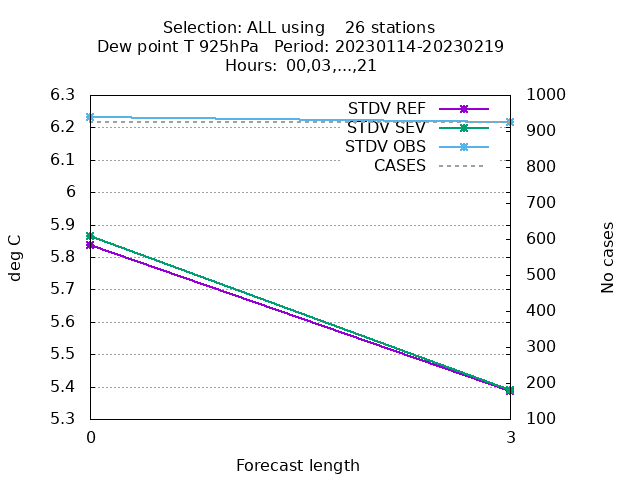 Selection: ALL using 26 stations
Dew point T 925hPa Period: 20230114-20230219
Hours: 00,03,...,21
6.3
6.2
6.1
6
5.9
5.8
5.7
5.6
5.5
5.4
5.3
deg C
STDV REF
STDV SEV
STDV OBS
CASES
1000
900
800
700
600
500
400
300
200
100
No cases
0
3
Forecast length